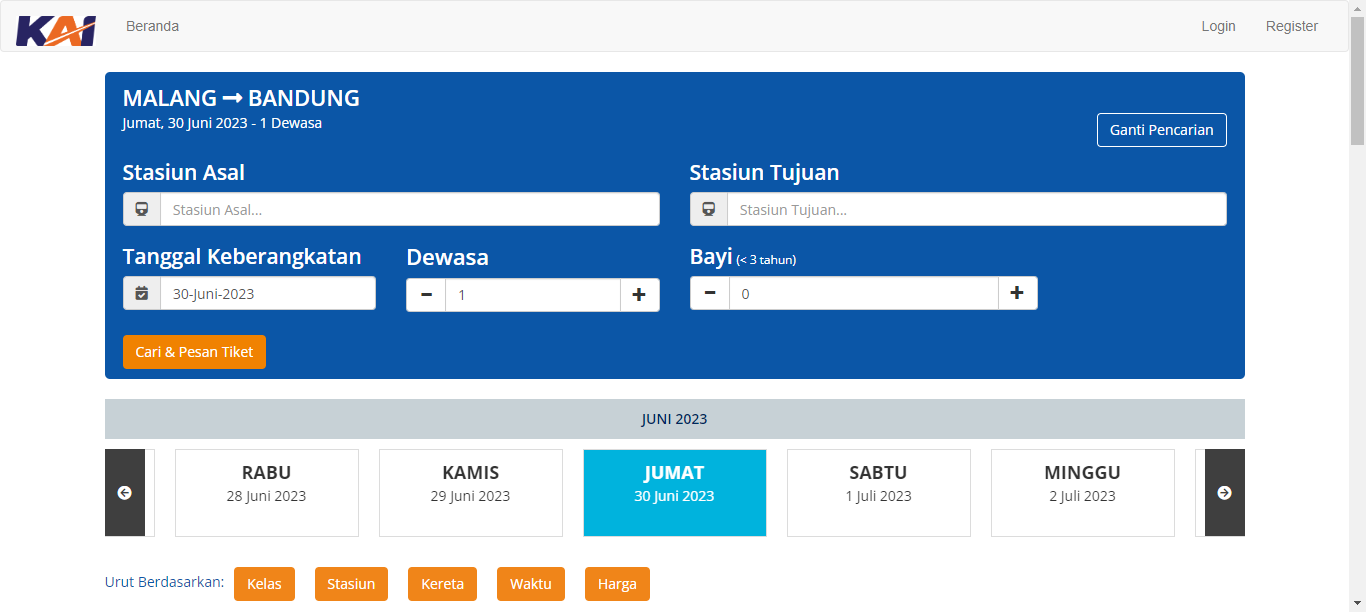 KAI Beranda Login Register
MALANG → BANDUNG
Jumat, 30 Juni 2023 - 1 Dewasa
Ganti Pencarian
Stasiun Asal
Stasiun Asal...
Stasiun Tujuan
Stasiun Tujuan...
Tanggal Keberangkatan
30-Juni-2023
Dewasa
− 1 +
Bayi (< 3 tahun)
− 0 +
Cari & Pesan Tiket
JUNI 2023
RABU
28 Juni 2023
KAMIS
29 Juni 2023
JUMAT
30 Juni 2023
SABTU
1 Juli 2023
MINGGU
2 Juli 2023
Urut Berdasarkan: Kelas Stasiun Kereta Waktu Harga